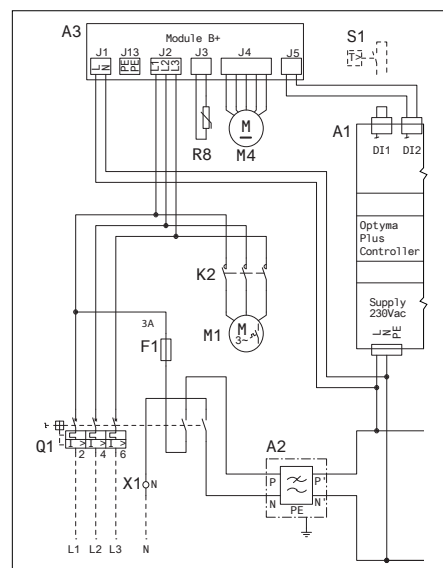 A3
Module B+
J1
J13
J2
J3
J4
J5
L
N
PE
PE
L1
L2
L3
R8
M
M4
S1
T>
A1
DI1
DI2
Optyma
Plus
Controller
Supply
230Vac
L
N
PE
K2
M1
M
3~
3A
F1
Q1
I >
I >
I >
2
4
6
X1
N
A2
P
P'
N
N'
PE
L1
L2
L3
N